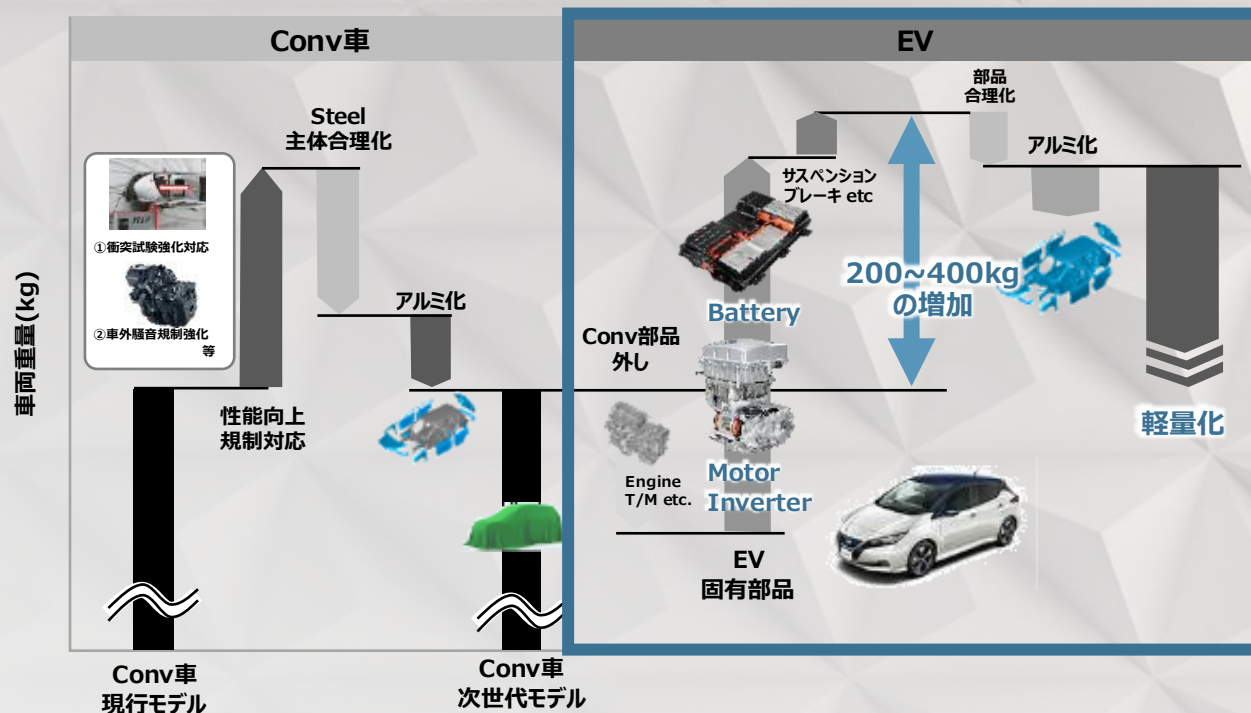 Conv車
EV
車両重量(kg)
Steel
主体合理化
①衝突試験強化対応
②車外騒音規制強化
等
性能向上
規制対応
アルミ化
Conv車
現行モデル
Conv車
次世代モデル
Conv部品
外し
Engine
T/M etc.
Battery
Motor
Inverter
EV
固有部品
サスペンション
ブレーキ etc
200~400kg
の増加
部品
合理化
アルミ化
軽量化